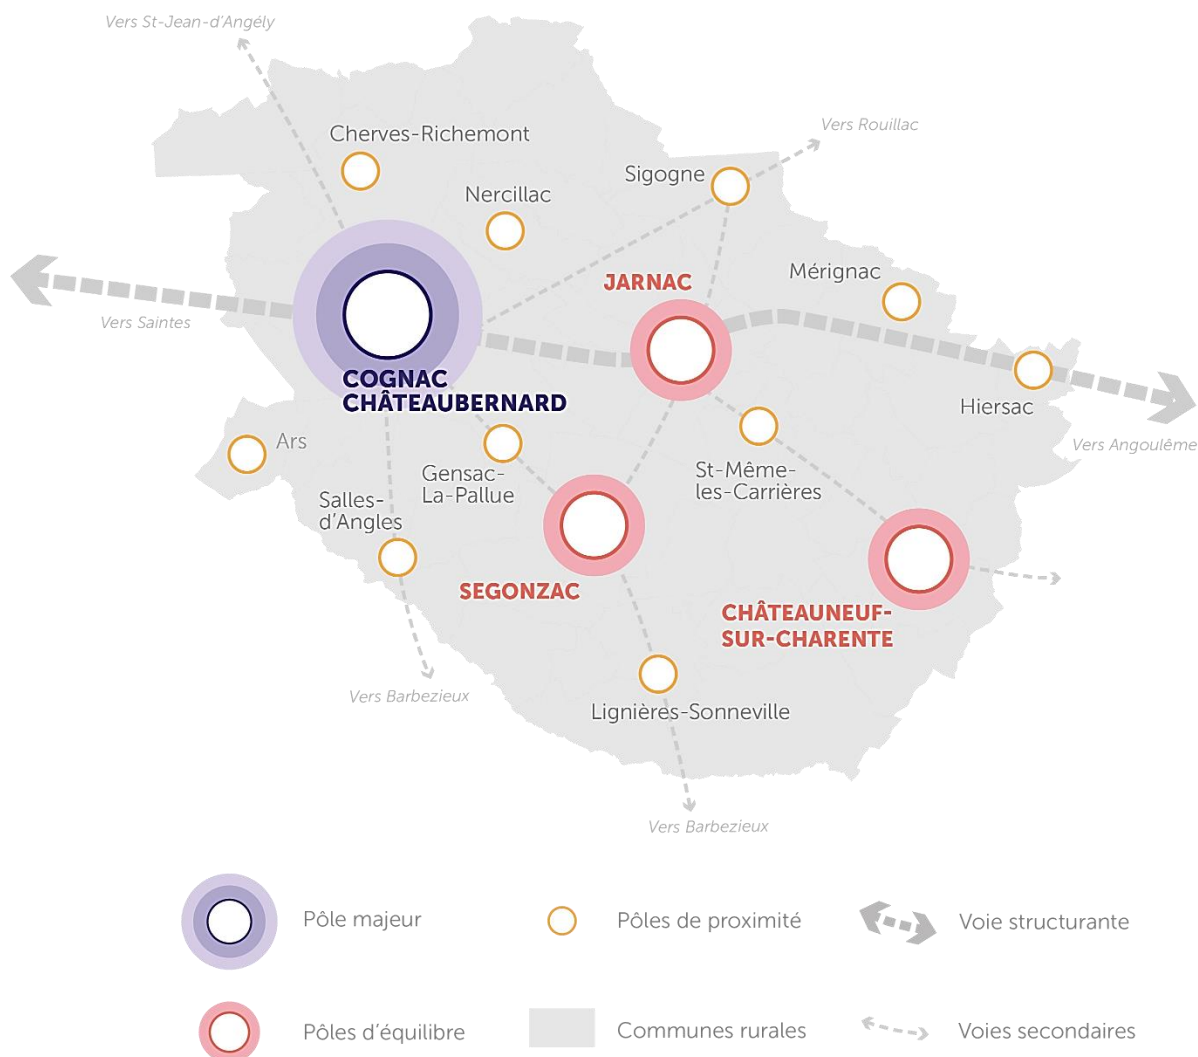 Vers St-Jean-d'Angély
Vers Rouillac
Cherves-Richemont
Sigogne
Nercillac
Mérignac
JARNAC
Vers Saintes
COGNAC
CHÂTEAUBERNARD
Hiersac
Vers Angoulême
Ars
Gensac-
La-Pallue
St-Même-
les-Carrières
Salles-
d'Angles
SEGONZAC
CHÂTEAUNEUF-
SUR-CHARENTE
Vers Barbezieux
Lignières-Sonneville
Vers Barbezieux
Pôle majeur
Pôles de proximité
Voie structurante
Pôles d'équilibre
Communes rurales
Voies secondaires